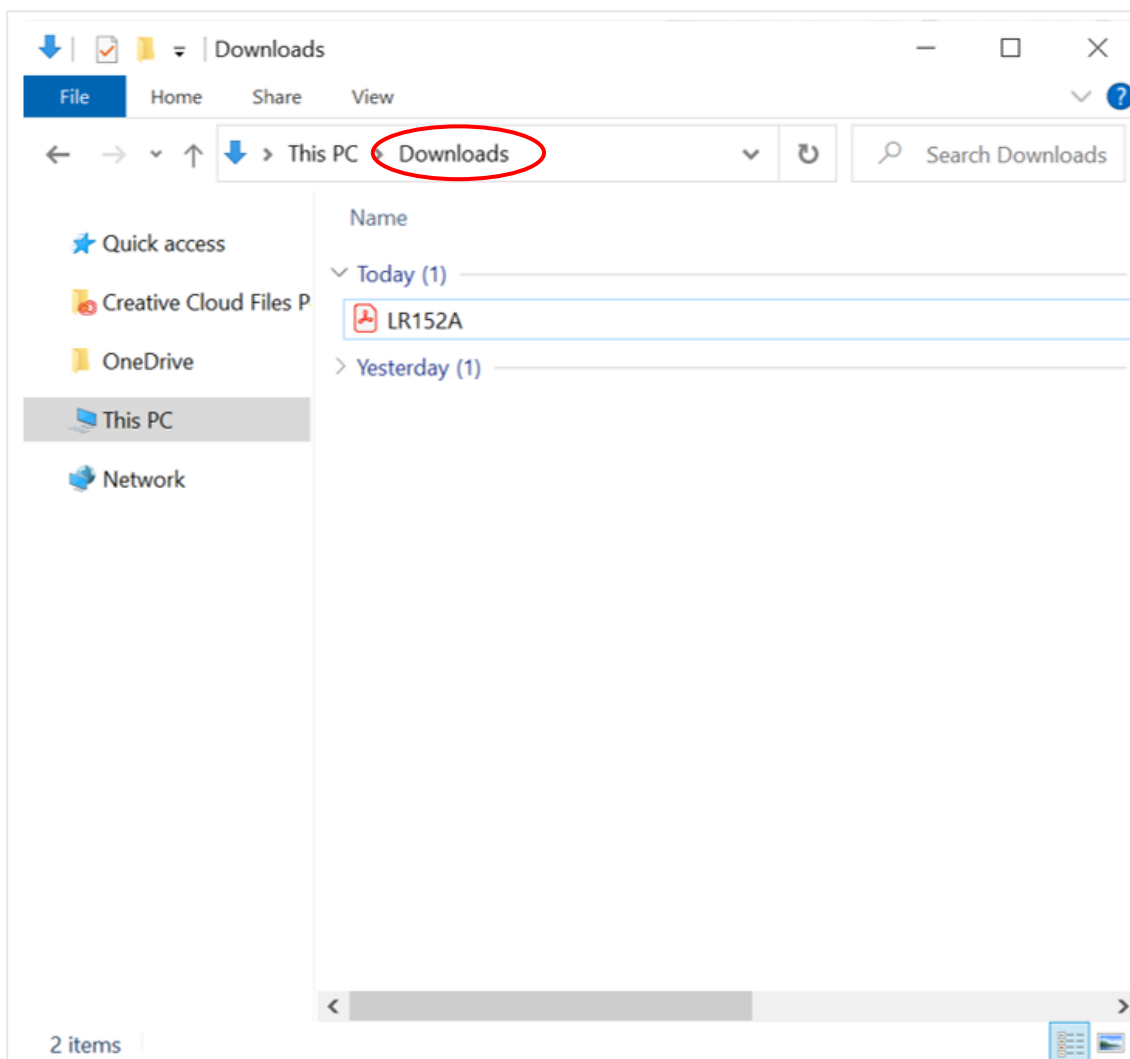 Downloads
File Home Share View ?
This PC Downloads Search Downloads
Name
Quick access
Today (1)
Creative Cloud Files P
LR152A
OneDrive
Yesterday (1)
This PC
Network
2 items